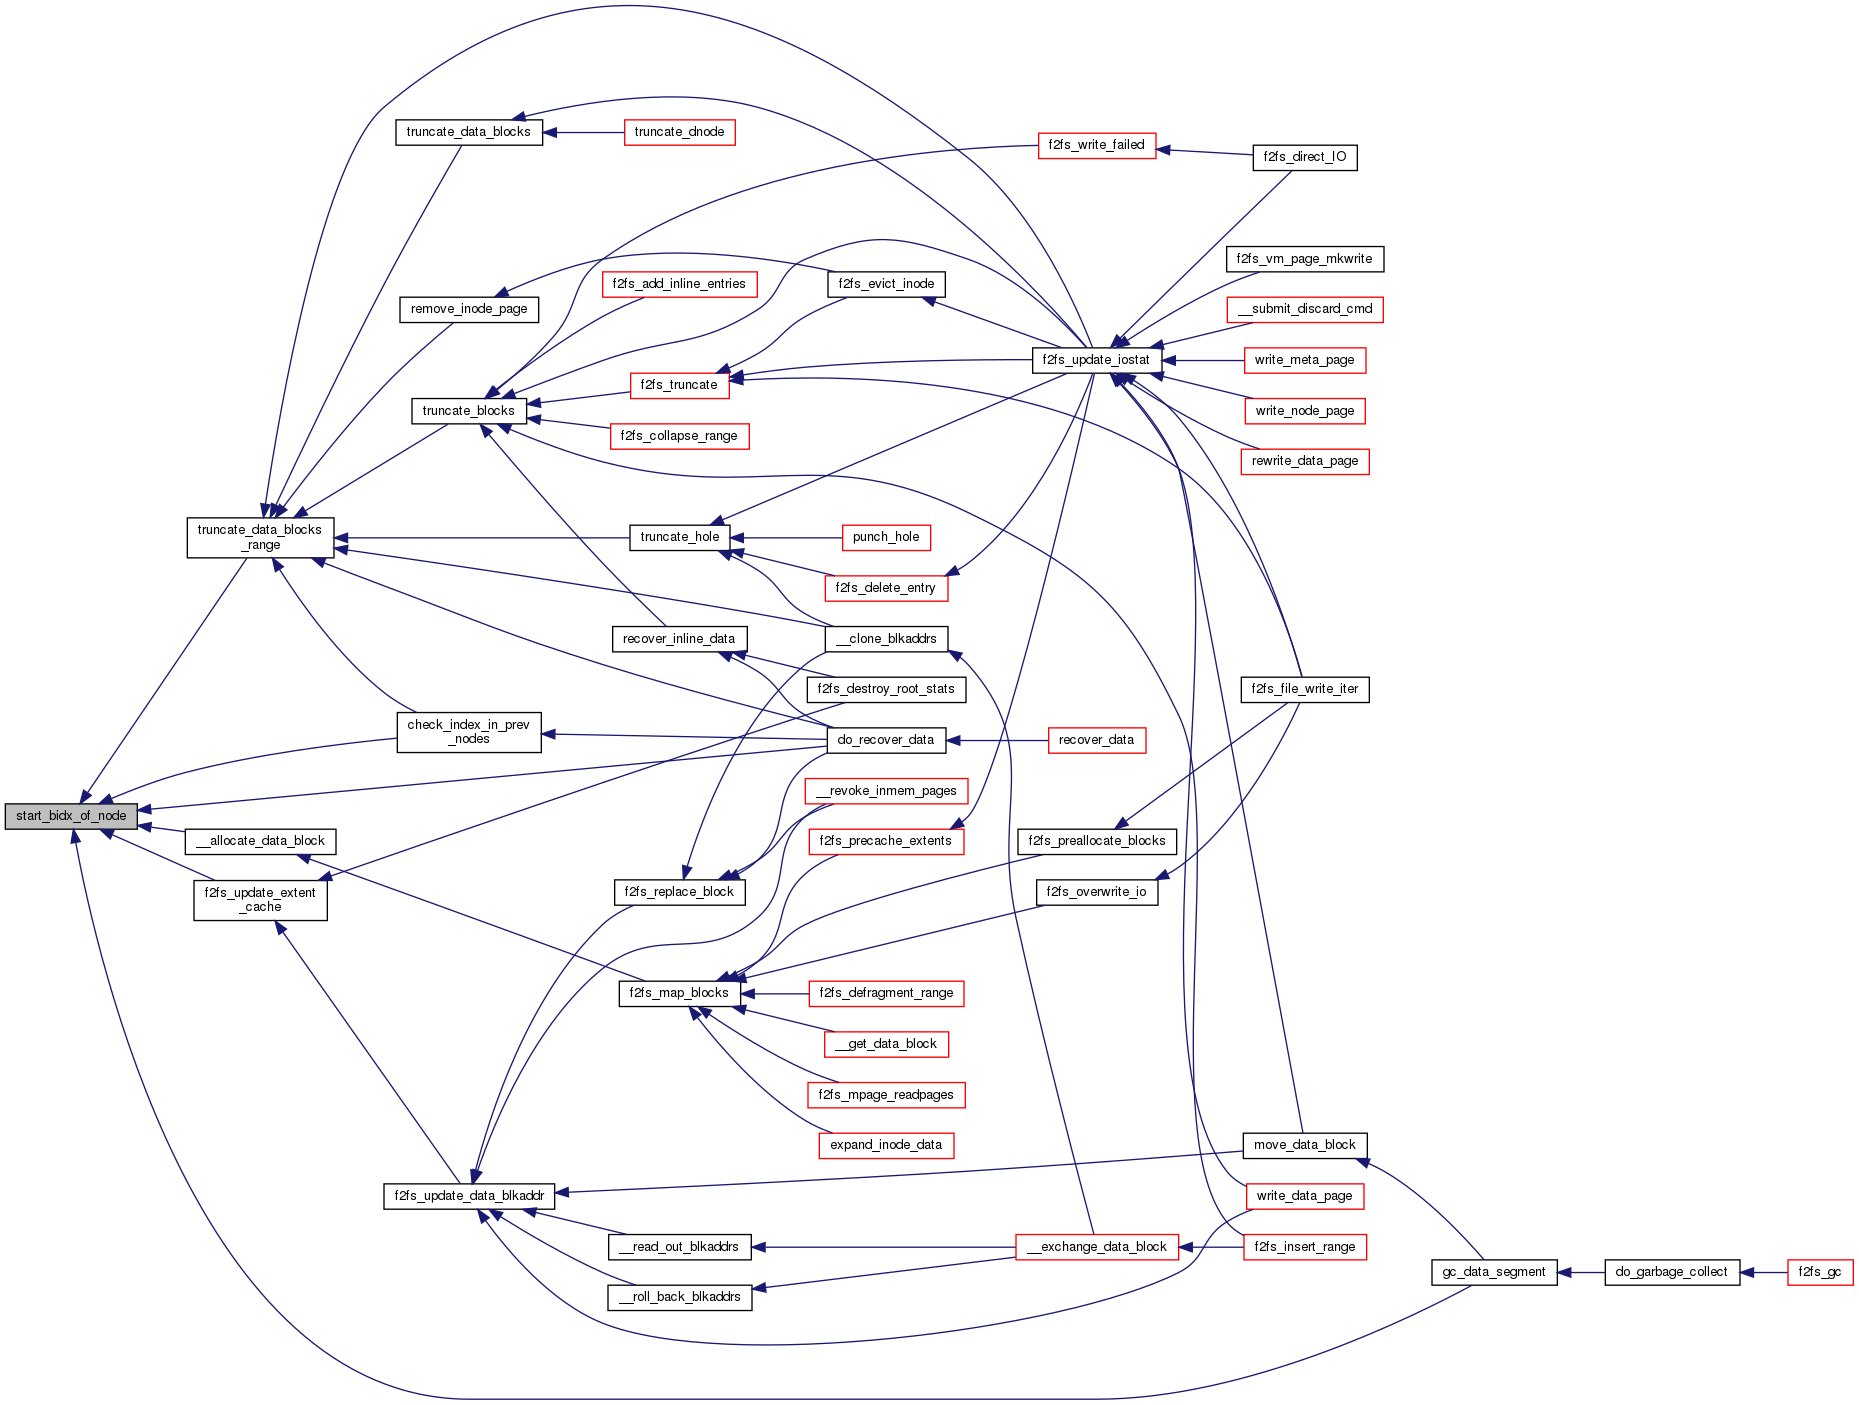 truncate_data_blocks
truncate_dnode
f2fs_write_failed
f2fs_direct_IO
f2fs_vm_page_mkwrite
f2fs_add_inline_entries
f2fs_evict_inode
remove_inode_page
__submit_discard_cmd
f2fs_update_iostat
write_meta_page
f2fs_truncate
truncate_blocks
write_node_page
f2fs_collapse_range
rewrite_data_page
truncate_data_blocks
_range
truncate_hole
punch_hole
f2fs_delete_entry
recover_inline_data
__clone_blkaddrs
f2fs_destroy_root_stats
f2fs_file_write_iter
check_index_in_prev
_nodes
do_recover_data
recover_data
__revoke_inmem_pages
start_bidx_of_node
__allocate_data_block
f2fs_precache_extents
f2fs_preallocate_blocks
f2fs_update_extent
_cache
f2fs_replace_block
f2fs_overwrite_io
f2fs_map_blocks
f2fs_defragment_range
__get_data_block
f2fs_mpage_readpages
expand_inode_data
move_data_block
f2fs_update_data_blkaddr
write_data_page
__read_out_blkaddrs
__exchange_data_block
f2fs_insert_range
gc_data_segment
do_garbage_collect
f2fs_gc
__roll_back_blkaddrs